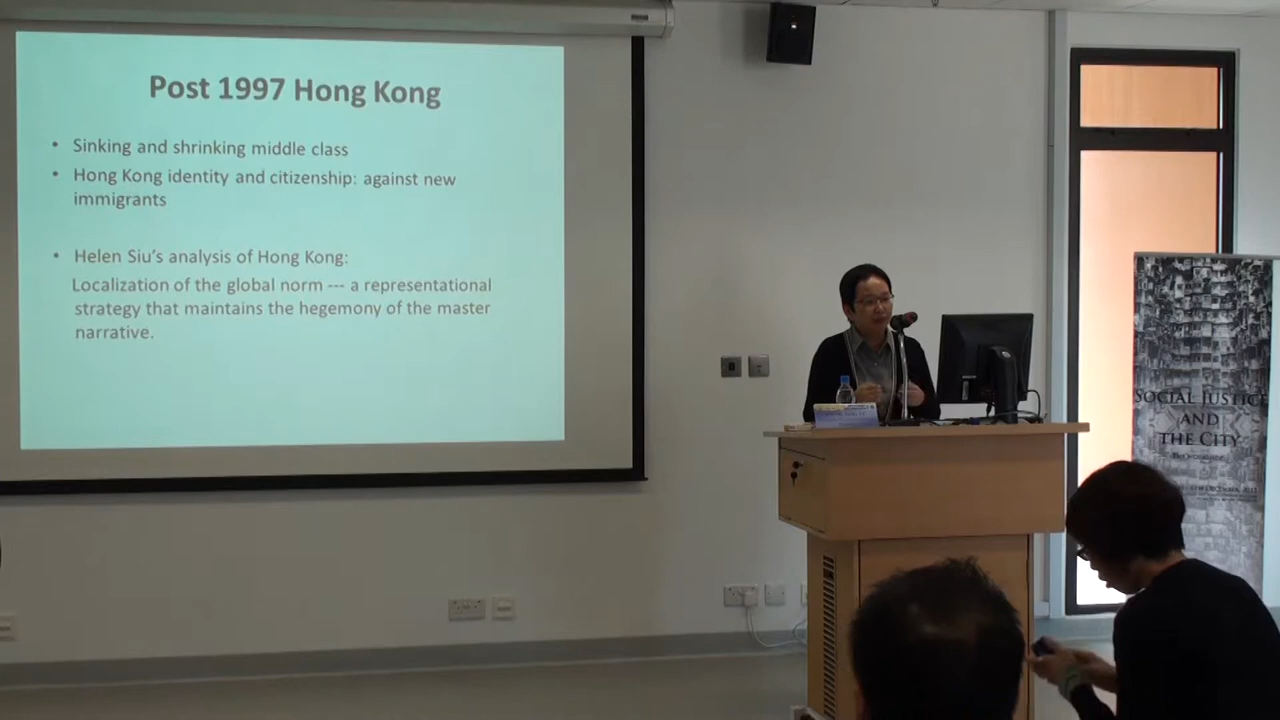 Post 1997 Hong Kong
• Sinking and shrinking middle class
• Hong Kong identity and citizenship: against new
immigrants
• Helen Siu's analysis of Hong Kong:
Localization of the global norm --- a representational
strategy that maintains the hegemony of the master
narrative.
SOCIAL JUSTICE
AND
THE CITY